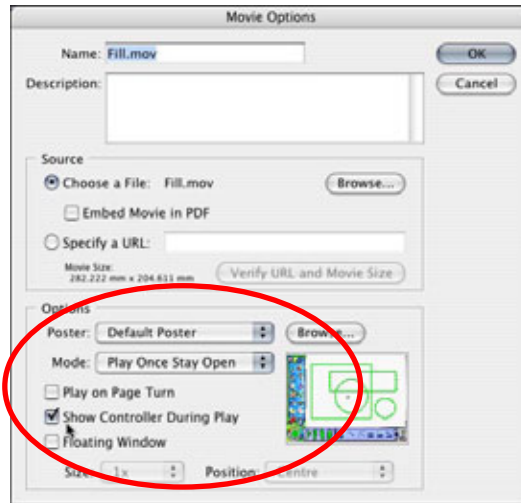 Movie Options
Name: Fill.mov
OK
Description:
Cancel
Source
Choose a File: Fill.mov Browse...
Embed Movie in PDF
Specify a URL:
Movie Size:
282.222 mm x 204.611 mm
Verify URL and Movie Size
Options
Poster: Default Poster Browse...
Mode: Play Once Stay Open
Play on Page Turn
Show Controller During Play
Floating Window
Size: 1x Position: Centre